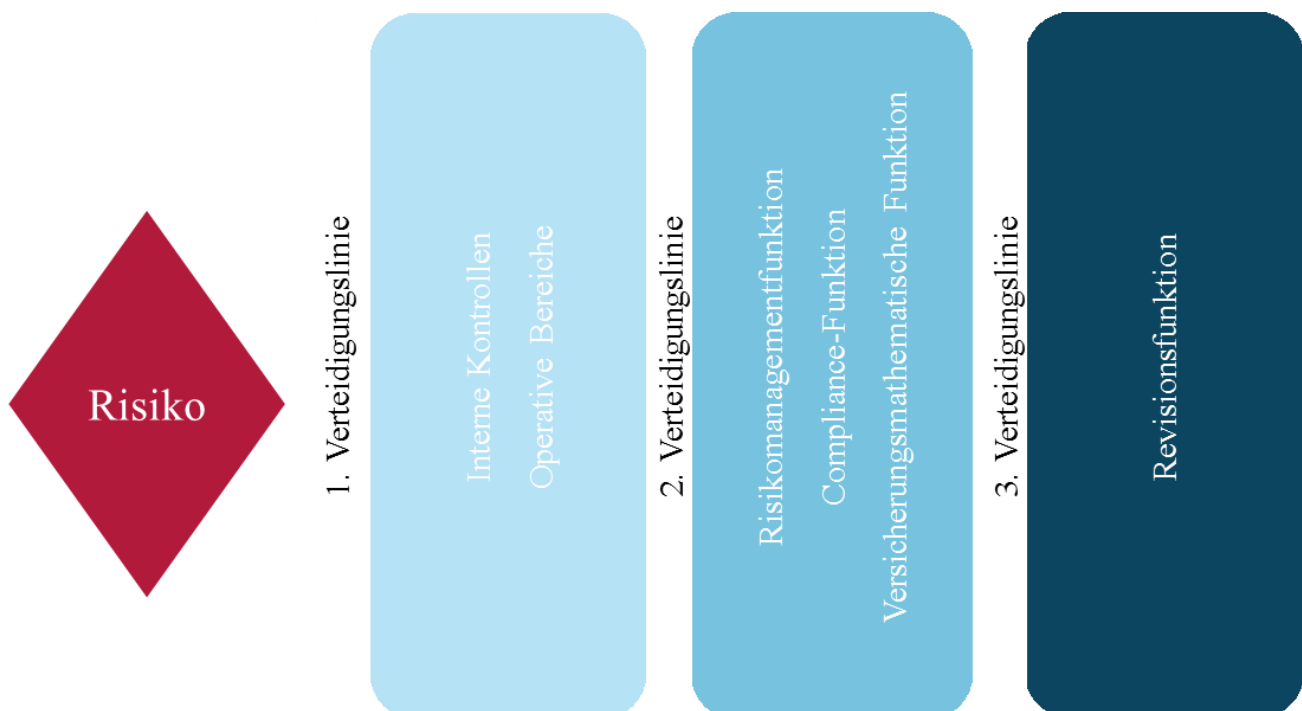 Risiko
1. Verteidigungslinie
Interne Kontrollen
Operative Bereiche
2. Verteidigungslinie
Risikomanagementfunktion
Compliance-Funktion
Versicherungsmathematische Funktion
3. Verteidigungslinie
Revisionsfunktion